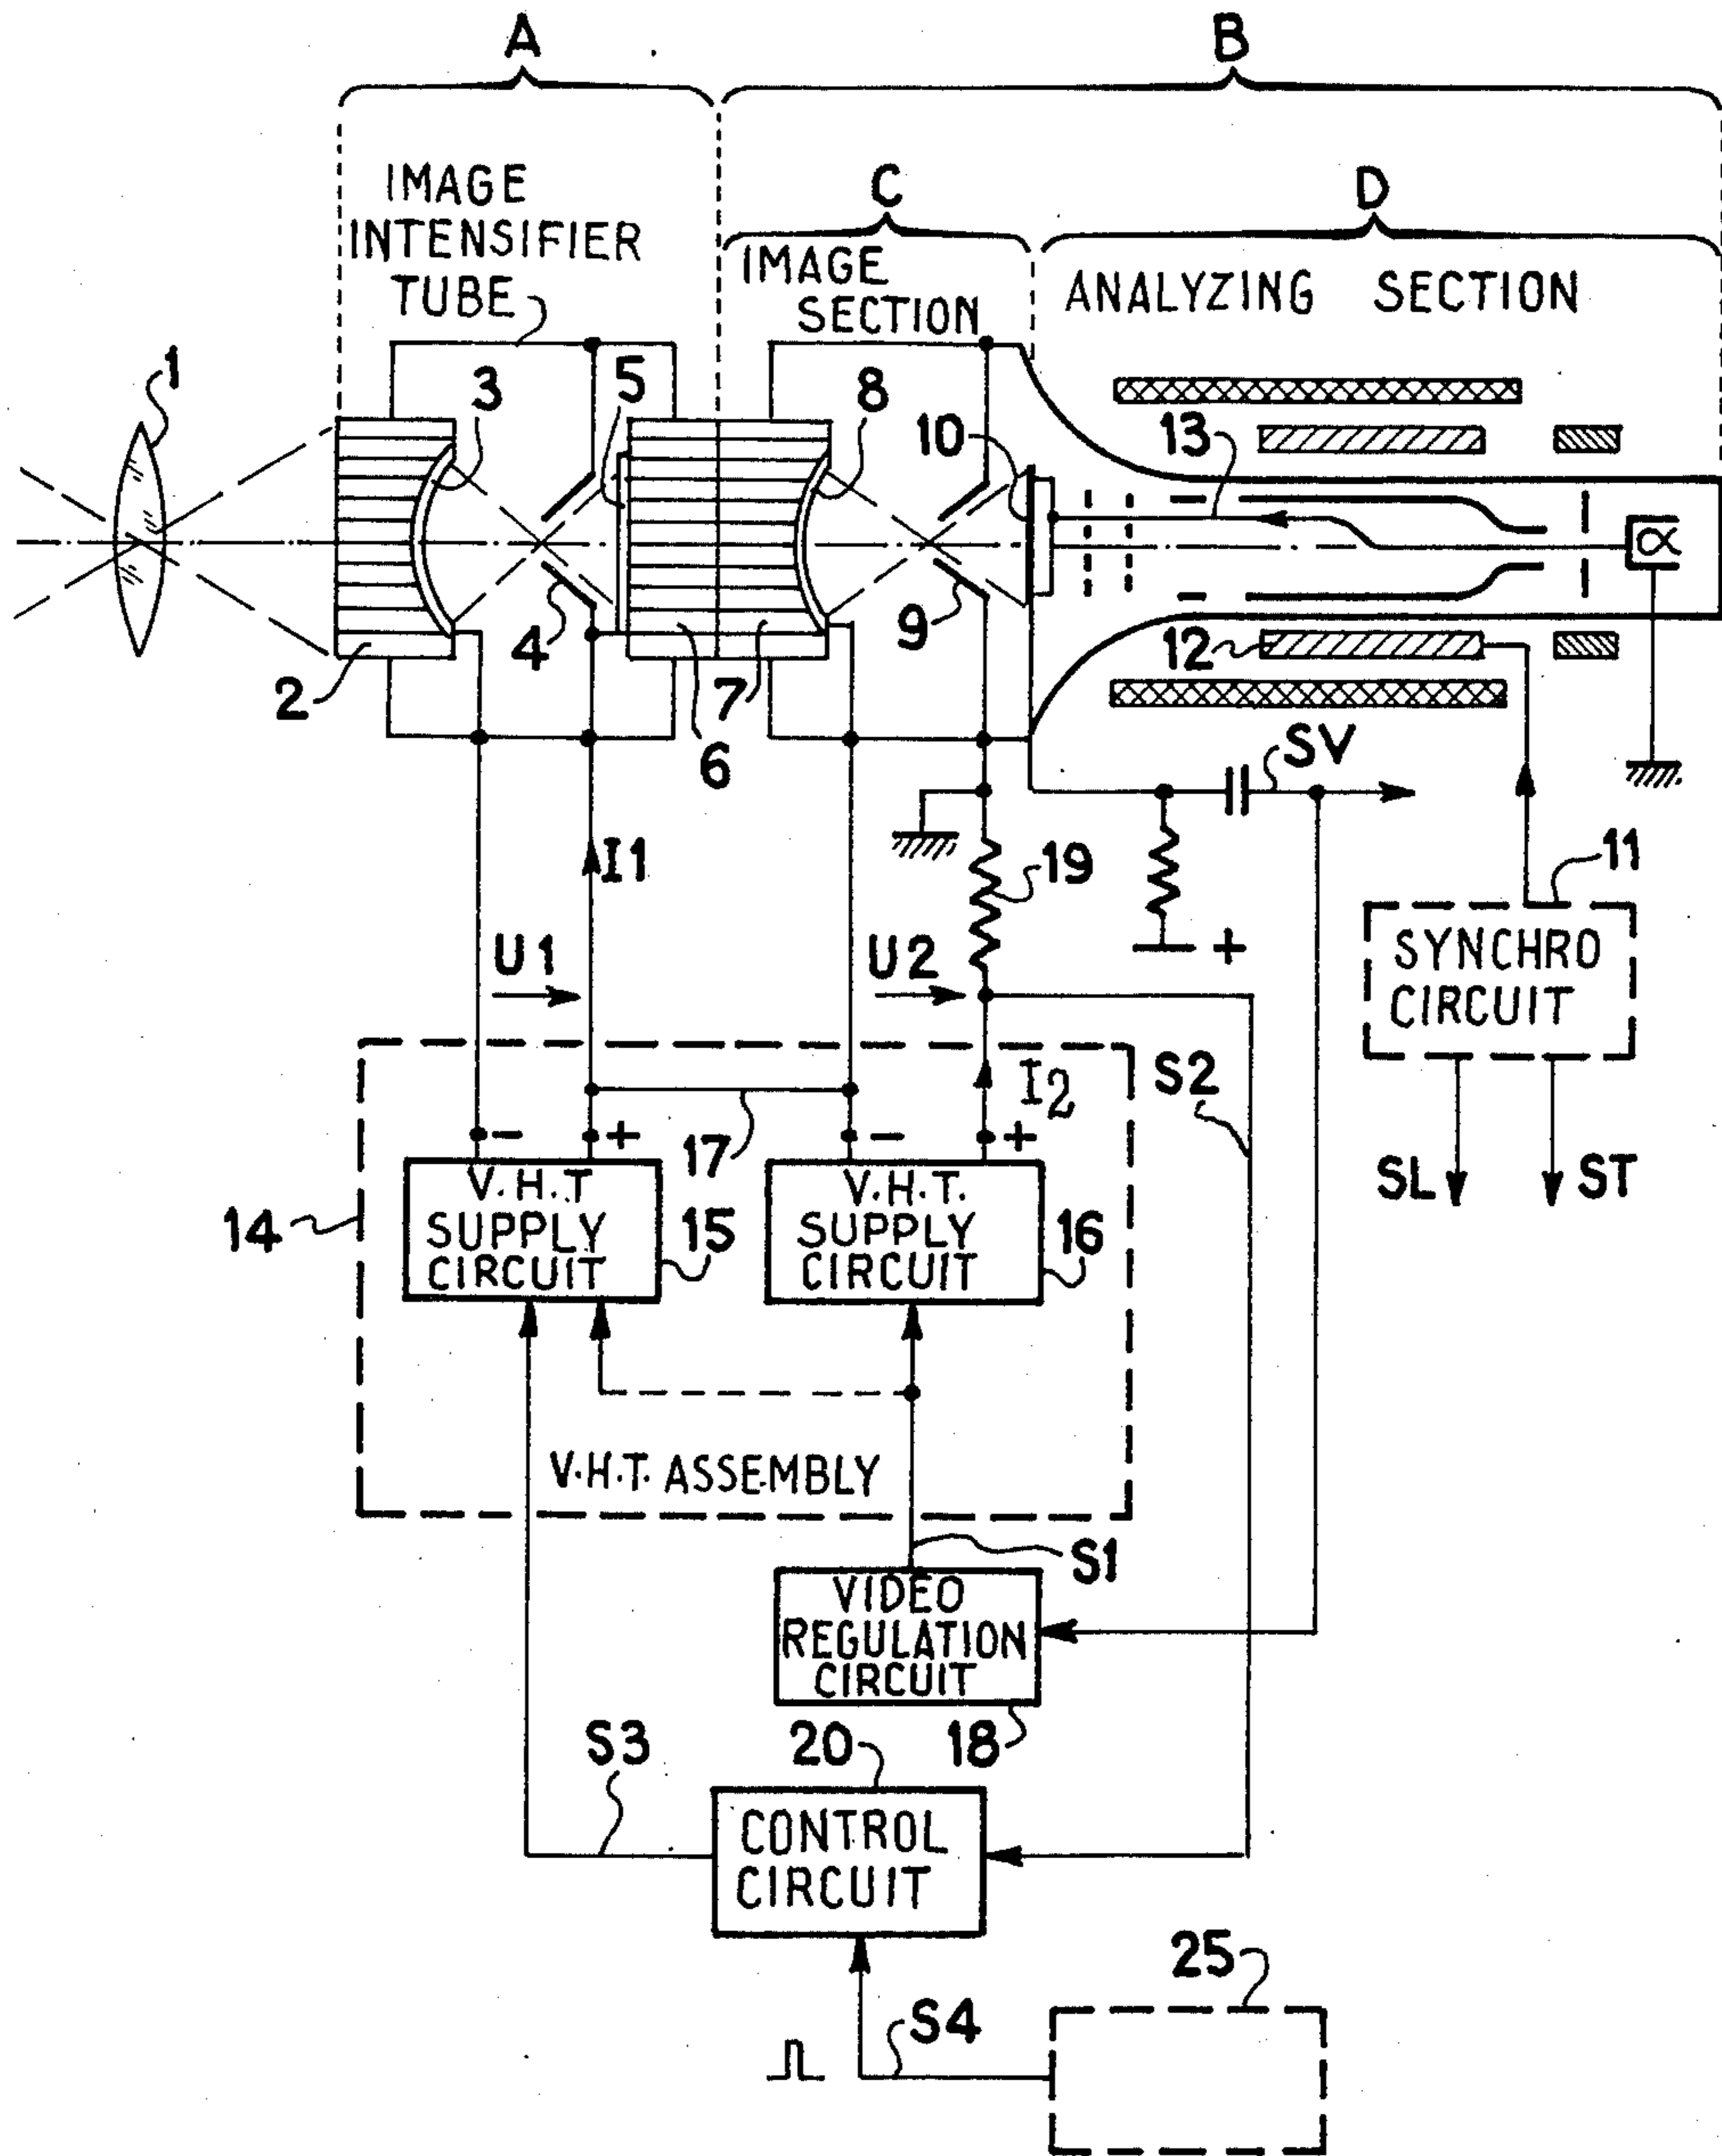 A
B
IMAGE
INTENSIFIER
TUBE
C
D
IMAGE
SECTION
ANALYZING SECTION
1
3
5
8
10
13
2
4
6
7
9
12
SV
I1
19
11
U1
U2
+
SYNCHRO
CIRCUIT
I2
S2
- +
17
- +
SL
ST
14
V.H.T
SUPPLY
CIRCUIT
15
V.H.T.
SUPPLY
CIRCUIT
16
V.H.T. ASSEMBLY
S1
VIDEO
REGULATION
CIRCUIT
18
S3
20
CONTROL
CIRCUIT
25
S4